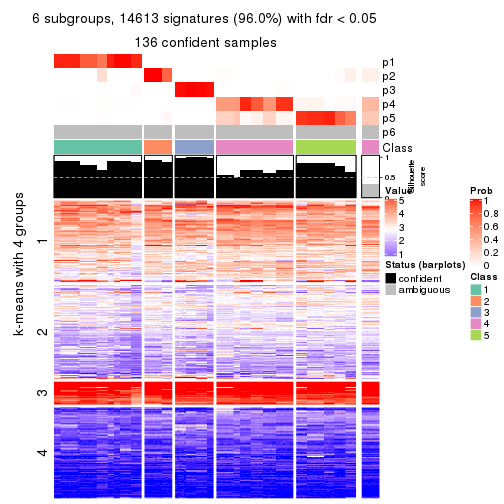 6 subgroups, 14613 signatures (96.0%) with fdr < 0.05
136 confident samples
p1
p2
p3
p4
p5
p6
Class
1
0.5
0
Silhouette
score
k-means with 4 groups
1
2
3
4
Value
5
4
3
2
1
Status (barplots)
confident
ambiguous
Prob
1
0.8
0.6
0.4
0.2
0
Class
1
2
3
4
5